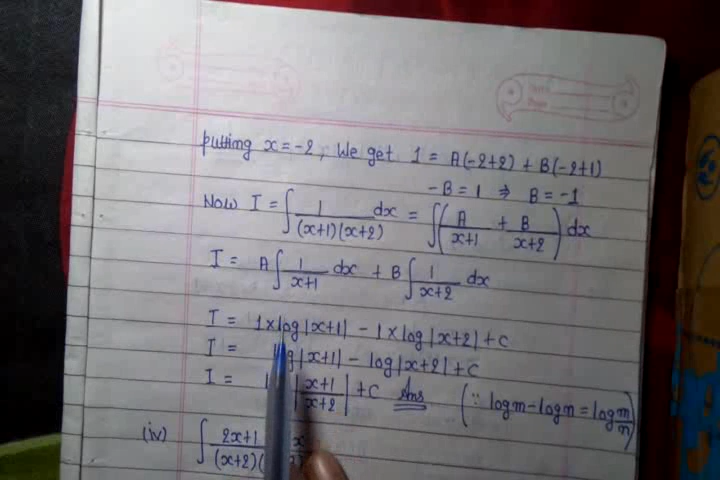 putting x = -2, We get 1 = A(-2+2) + B(-2+1)
-B = 1 ⇒ B = -1
Now I = ∫ 1/((x+1)(x+2)) dx = ∫ (A/(x+1) + B/(x+2)) dx
I = A ∫ 1/(x+1) dx + B ∫ 1/(x+2) dx
I = 1 × log |x+1| - 1 × log |x+2| + C
I = |x+1| - log |x+2| + C
I = |(x+1)/(x+2)| + C Ans (∵ log m - log n = log m/n)
(iv) ∫ 2x+1